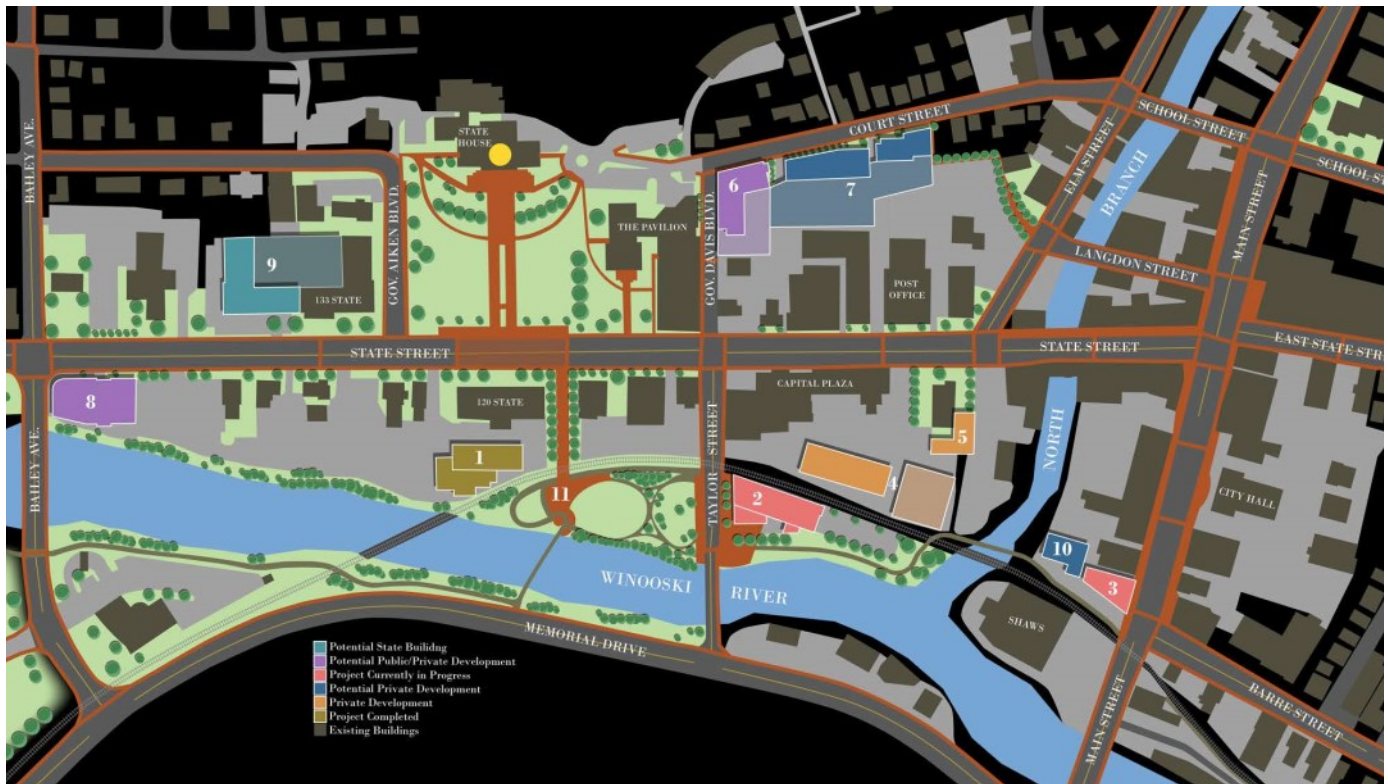 BAILEY AVE.
STATE
HOUSE
GOV. AIKEN BLVD.
THE PAVILION
GOV. DAVIS BLVD.
COURT STREET
6
7
POST
OFFICE
ELM STREET
BRANCH
SCHOOL STREET
SCHOOL ST
MAIN STREET
LANGDON STREET
9
133 STATE
STATE STREET
STATE STREET
EAST STATE STR
8
120 STATE
CAPITAL PLAZA
5
NORTH
1
11
TAYLOR STREET
2
4
CITY HALL
10
3
BAILEY AVE.
WINOOSKI
RIVER
SHAWS
MEMORIAL DRIVE
BARRE STREET
MAIN STREET
Potential State Builidng
Potential Public/Private Development
Project Currently in Progress
Potential Private Development
Private Development
Project Completed
Existing Buildings